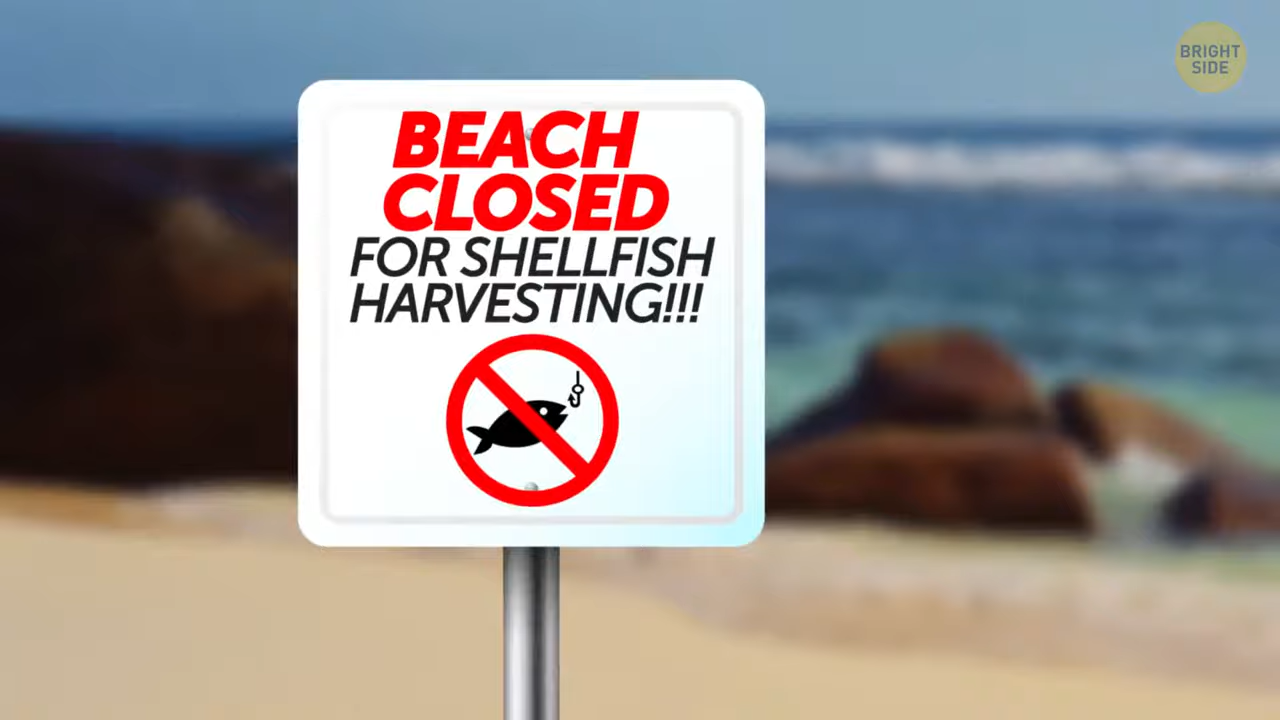 BEACH
CLOSED
FOR SHELLFISH
HARVESTING!!!
BRIGHT
SIDE